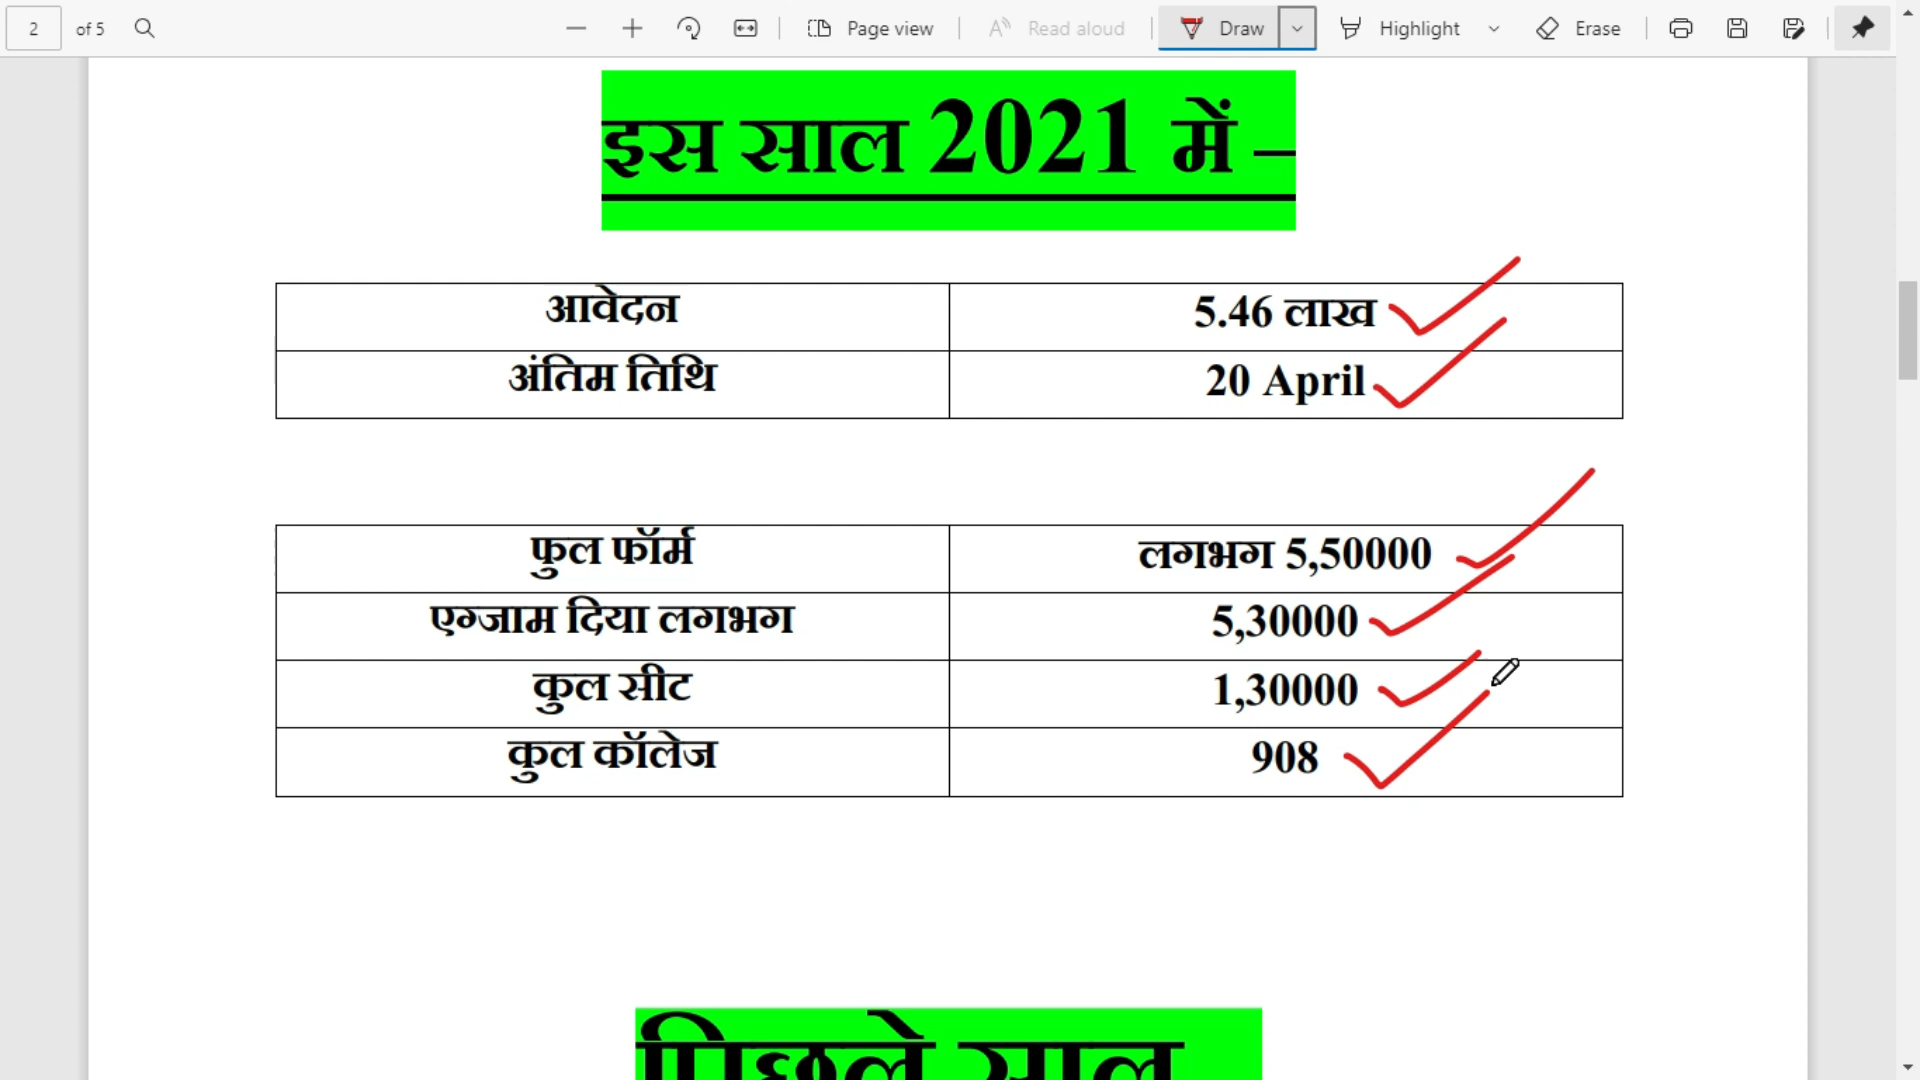 2 of 5 Page view Read aloud Draw Highlight Erase
इस साल 2021 में –
आवेदन 5.46 लाख
अंतिम तिथि 20 April
फुल फॉर्म लगभग 5,50000
एग्जाम दिया लगभग 5,30000
कुल सीट 1,30000
कुल कॉलेज 908
पिछले साल